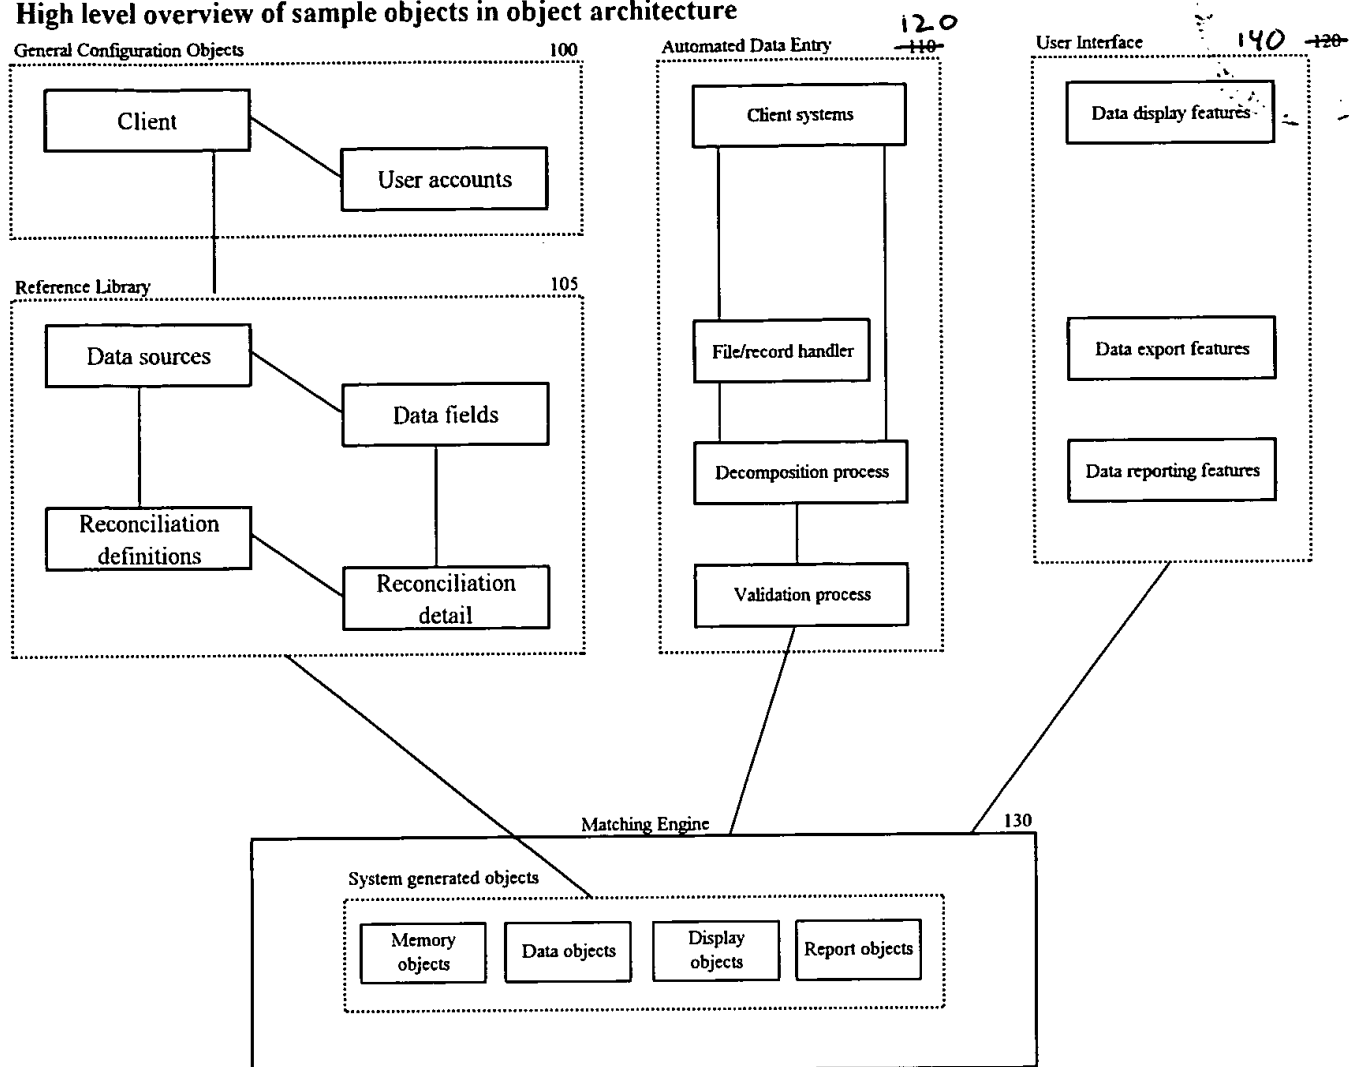 High level overview of sample objects in object architecture
General Configuration Objects 100
Client
User accounts
Reference Library 105
Data sources
Data fields
Reconciliation
definitions
Reconciliation
detail
120
Automated Data Entry 110
Client systems
File/record handler
Decomposition process
Validation process
User Interface 140 120
Data display features
Data export features
Data reporting features
Matching Engine 130
System generated objects
Memory
objects
Data objects
Display
objects
Report objects